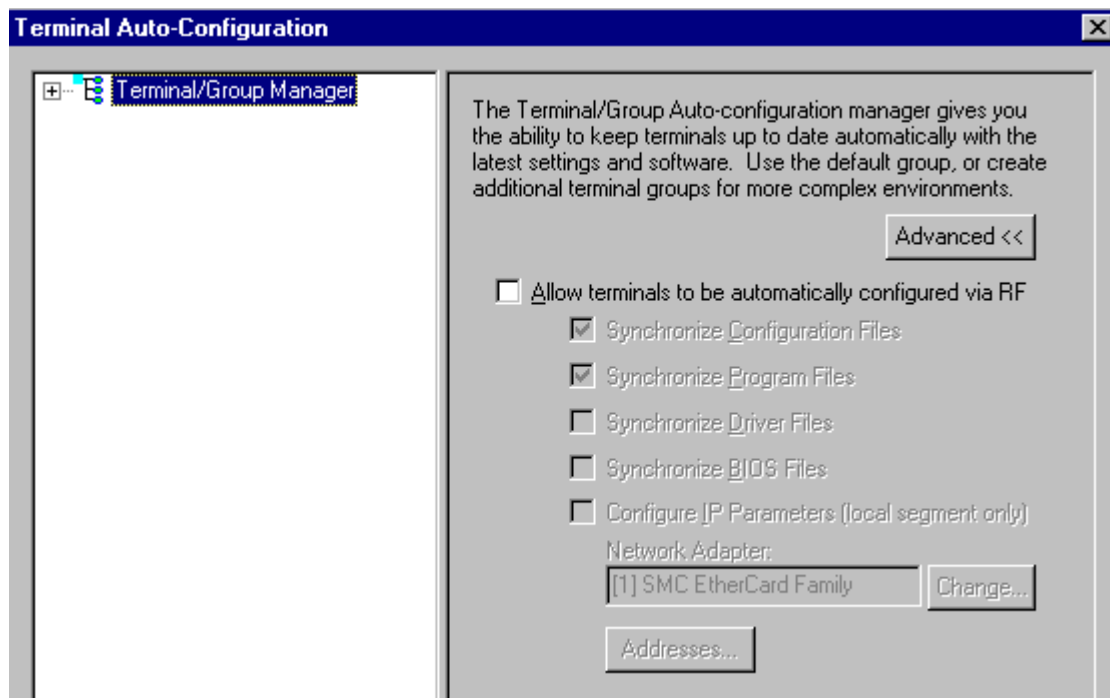 Terminal Auto-Configuration
Terminal/Group Manager
The Terminal/Group Auto-configuration manager gives you
the ability to keep terminals up to date automatically with the
latest settings and software. Use the default group, or create
additional terminal groups for more complex environments.
Advanced <<
Allow terminals to be automatically configured via RF
Synchronize Configuration Files
Synchronize Program Files
Synchronize Driver Files
Synchronize BIOS Files
Configure IP Parameters (local segment only)
Network Adapter:
[1] SMC EtherCard Family
Change...
Addresses...